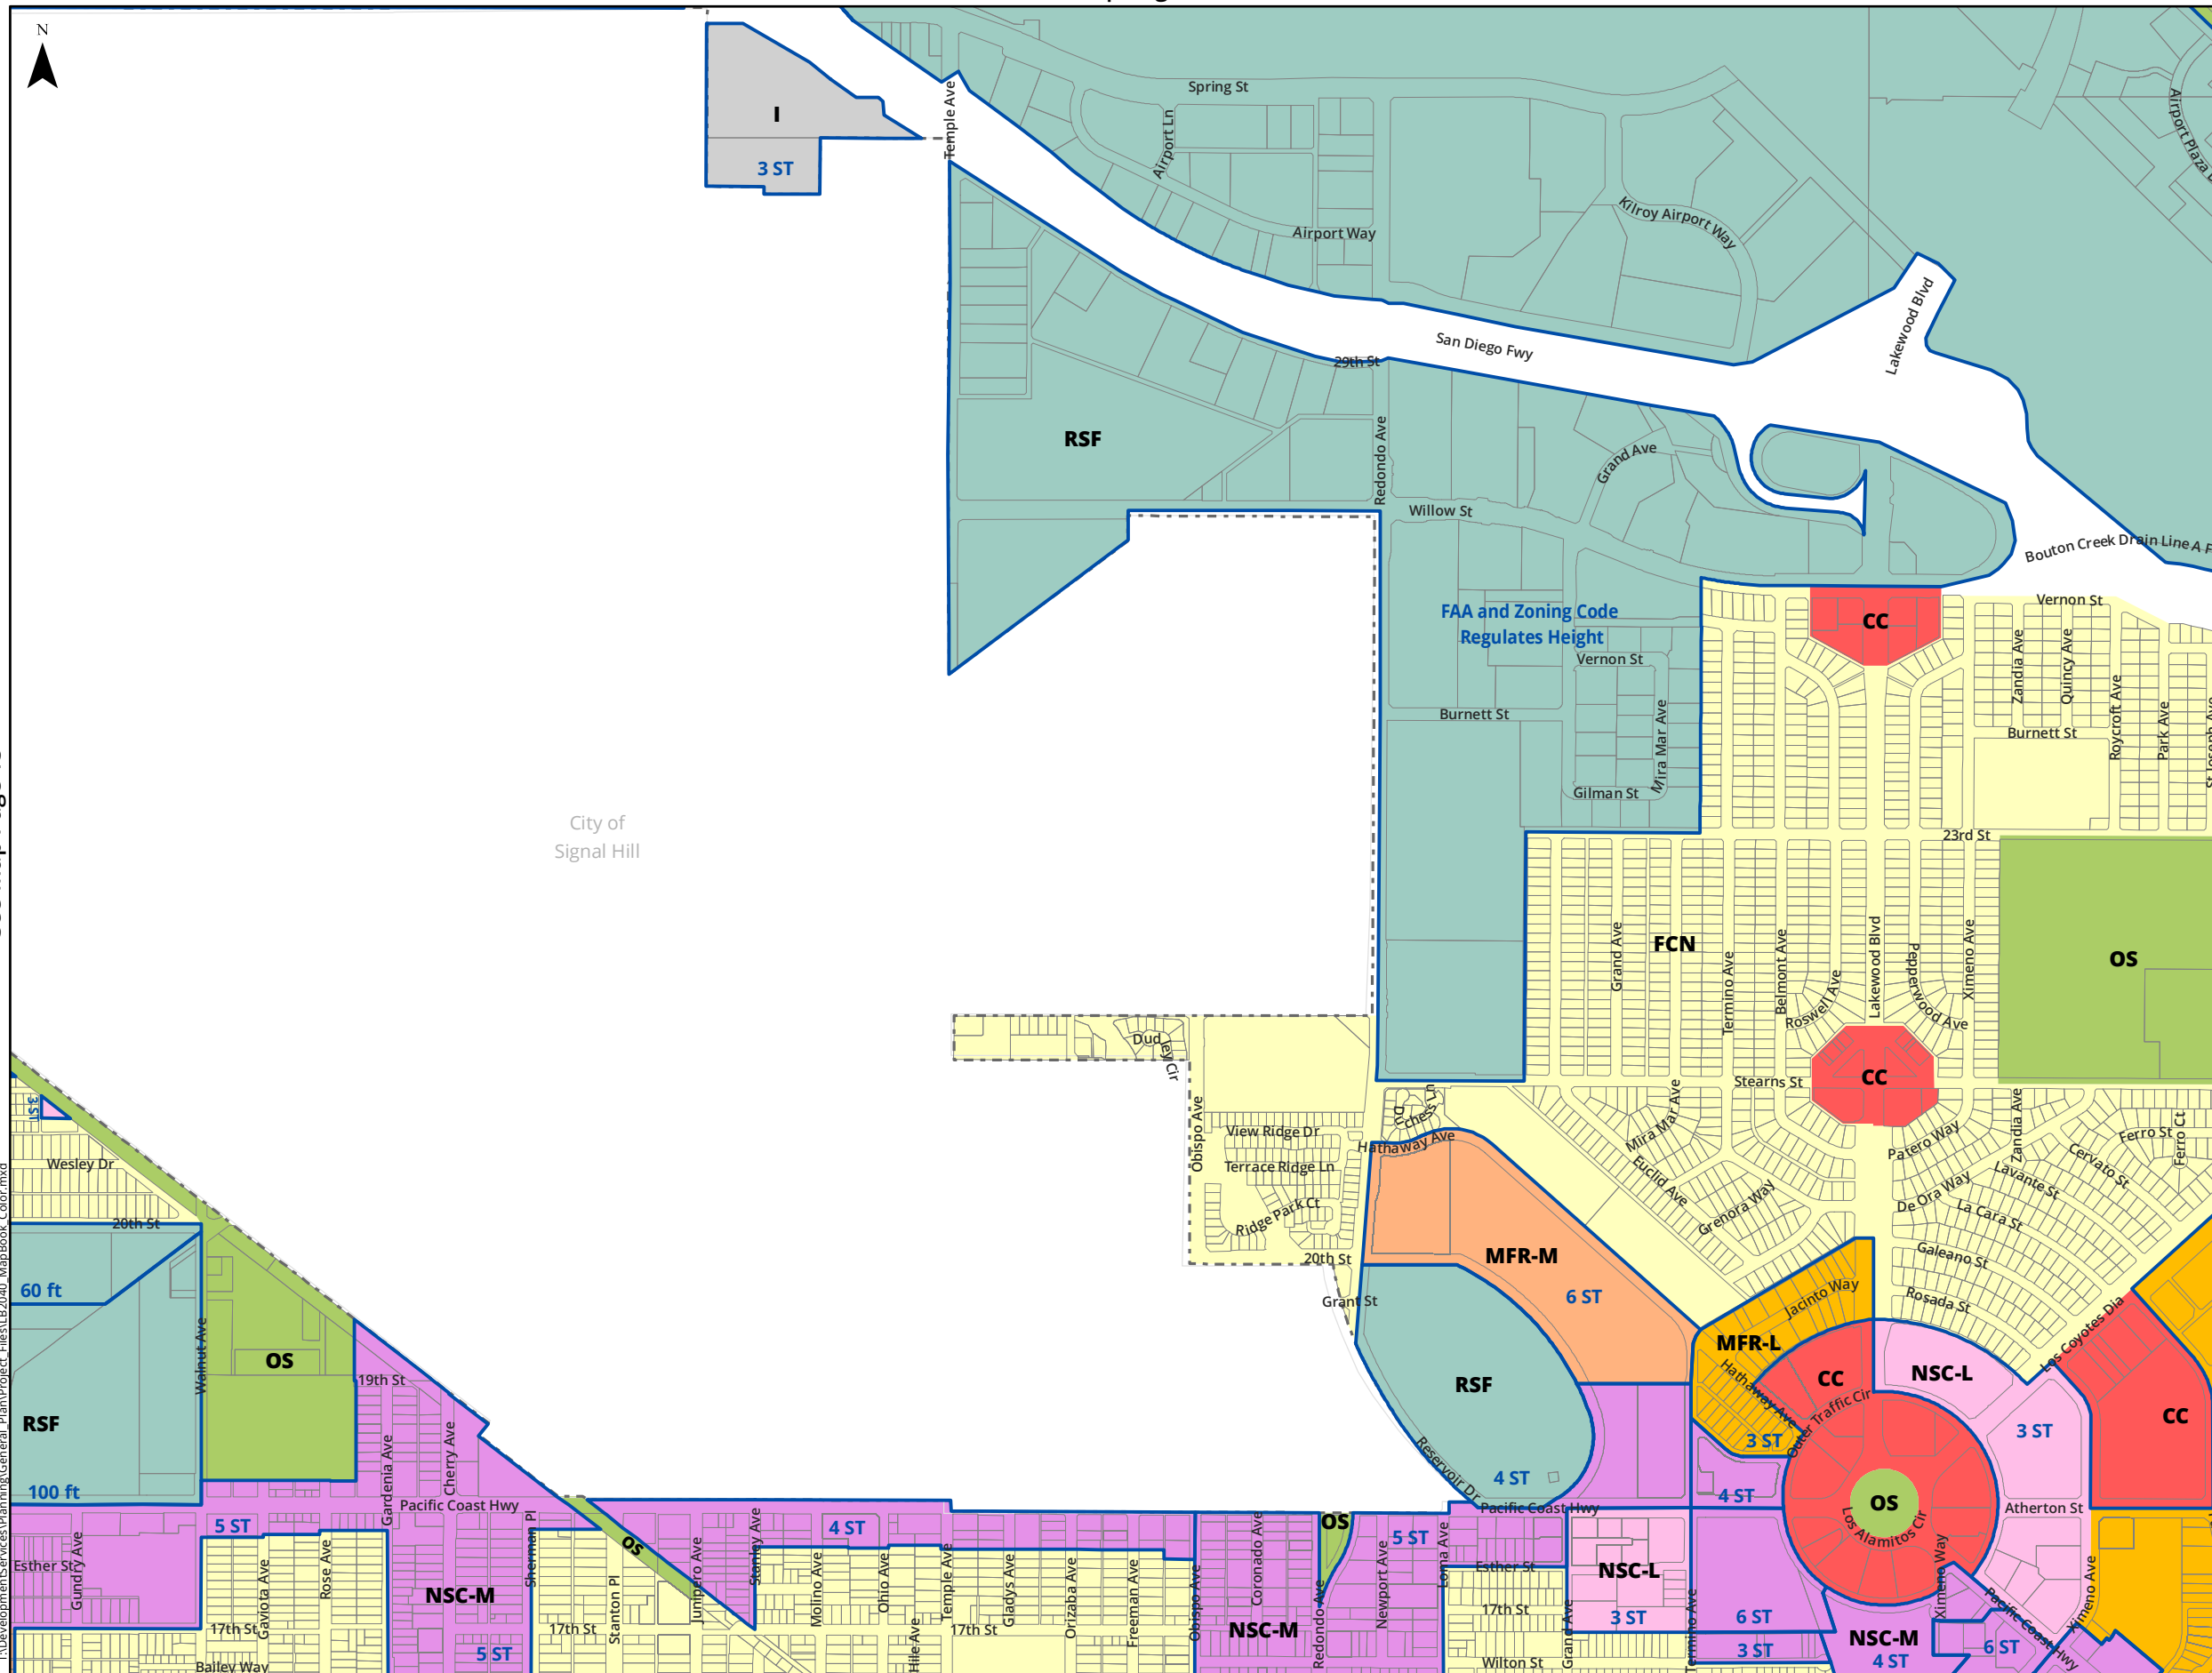 N
I
3 ST
Temple Ave
Spring St
Airport Ln
Airport Way
Kilroy Airport Way
Airport Plaza
San Diego Fwy
Lakewood Blvd
29th St
RSF
Redondo Ave
Grand Ave
Willow St
Bouton Creek Drain Line A
FAA and Zoning Code
Regulates Height
Vernon St
Burnett St
Mira Mar Ave
Gilman St
CC
Vernon St
Zandia Ave
Quincy Ave
Roycroft Ave
Park Ave
Burnett St
23rd St
City of
Signal Hill
FCN
OS
Grand Ave
Termino Ave
Belmont Ave
Roswell Ave
Lakewood Blvd
Pepperwood Ave
Ximeno Ave
Dudley Cir
CC
Stearns St
Duchess Ln
Obispo Ave
View Ridge Dr
Terrace Ridge Ln
Ridge Park Ct
20th St
Hathaway Ave
Mira Mar Ave
Euclid Ave
Grenora Way
Patero Way
Zandia Ave
De Ora Way
Lavante St
Cervato St
Ferro St
Ferro Ct
La Cara St
Galeano St
Rosada St
Los Coyotes Dia
3 ST
Wesley Dr
20th St
60 ft
Walnut Ave
OS
RSF
100 ft
19th St
Gardenia Ave
Cherry Ave
Pacific Coast Hwy
MFR-M
6 ST
Grant St
RSF
4 ST
Reservoir Dr
Pacific Coast Hwy
Jacinto Way
MFR-L
Hathaway Ave
3 ST
CC
Outer Traffic Cir
NSC-L
3 ST
CC
OS
Los Alamitos Cir
Atherton St
4 ST
5 ST
Esther St
Gundry Ave
Gaviota Ave
Rose Ave
17th St
Bailey Way
NSC-M
5 ST
Sherman Pl
17th St
Stanton Pl
OS
Junipero Ave
Stanley Ave
4 ST
Molino Ave
Ohio Ave
Hile Ave
Temple Ave
17th St
Gladys Ave
Orizaba Ave
Freeman Ave
Obispo Ave
Coronado Ave
NSC-M
OS
Redondo Ave
Newport Ave
5 ST
Loma Ave
Esther St
17th St
Wilton St
Grand Ave
NSC-L
3 ST
Termino Ave
6 ST
3 ST
NSC-M
4 ST
Ximeno Way
Pacific Coast Hwy
6 ST
Ximeno Ave